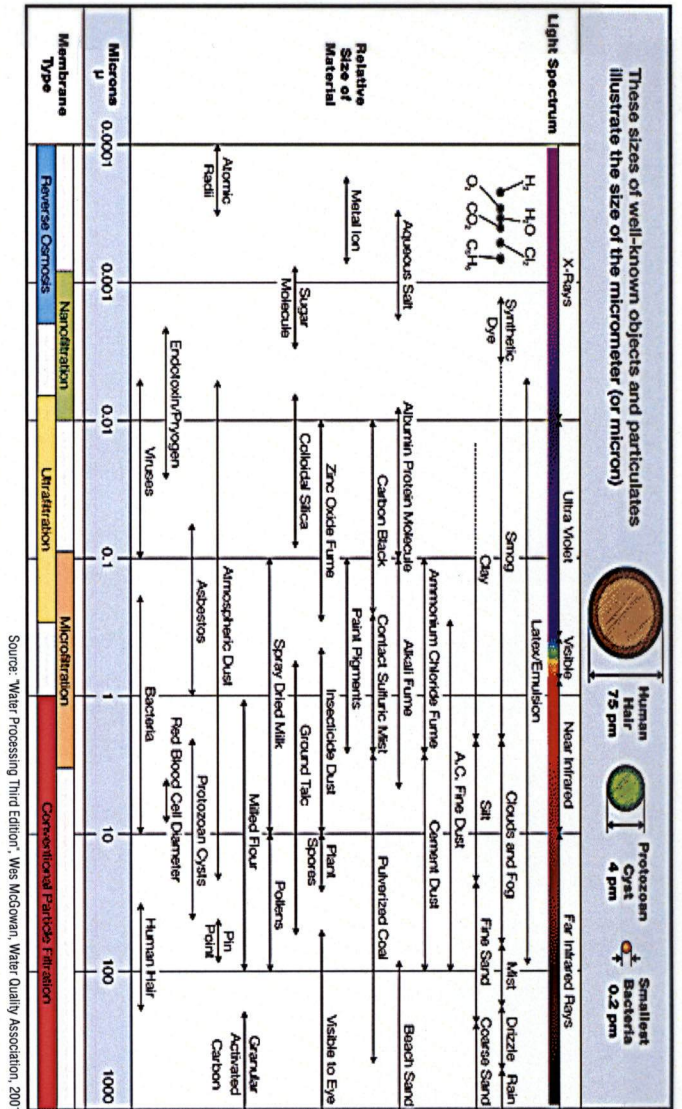 These sizes of well-known objects and particulates
illustrate the size of the micrometer (or micron)
Human
Hair
75 pm
Protozoan
Cyst
4 pm
Smallest
Bacteria
0.2 pm
Light Spectrum
X-Rays
Ultra Violet
Visible
Near Infrared
Far Infrared Rays
Latex/Emulsion
H₂
H₂O
Cl₂
O₂
CO₂
Synthetic
Dye
Smog
Clouds and Fog
Mist
Drizzle
Rain
Clay
Silt
Fine Sand
Coarse Sand
A.C. Fine Dust
Relative
Size of
Material
Ammonium Chloride Fume
Cement Dust
Aqueous Salt
Albumin Protein Molecule
Alkali Fume
Beach Sand
Carbon Black
Contact Sulfuric Mist
Pulverized Coal
Metal Ion
Paint Pigments
Zinc Oxide Fume
Insecticide Dust
Plant
Spores
Visible to Eye
Sugar
Molecule
Colloidal Silica
Ground Talc
Spray Dried Milk
Pollens
Milled Flour
Granular
Activated
Carbon
Atomic
Radii
Atmospheric Dust
Pin
Point
Asbestos
Protozoan Cysts
Endotoxin/Pryogen
Red Blood Cell Diameter
Viruses
Bacteria
Human Hair
Microns
µ
0.0001
0.001
0.01
0.1
1
10
100
1000
Membrane
Type
Nanofiltration
Microfiltration
Reverse Osmosis
Ultrafiltration
Conventional Particle Filtration
Source: "Water Processing Third Edition", Wes McGowan, Water Quality Association, 200